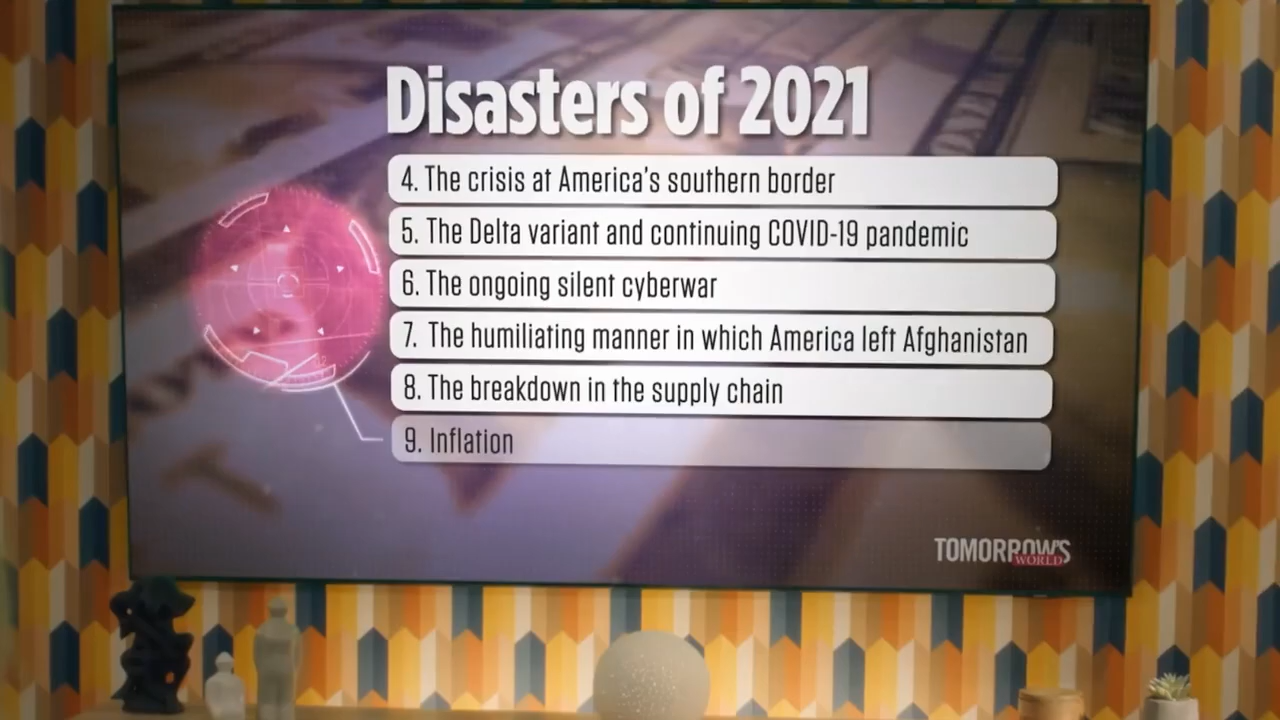 Disasters of 2021
4. The crisis at America's southern border
5. The Delta variant and continuing COVID-19 pandemic
6. The ongoing silent cyberwar
7. The humiliating manner in which America left Afghanistan
8. The breakdown in the supply chain
9. Inflation
TOMORROW'S
WORLD